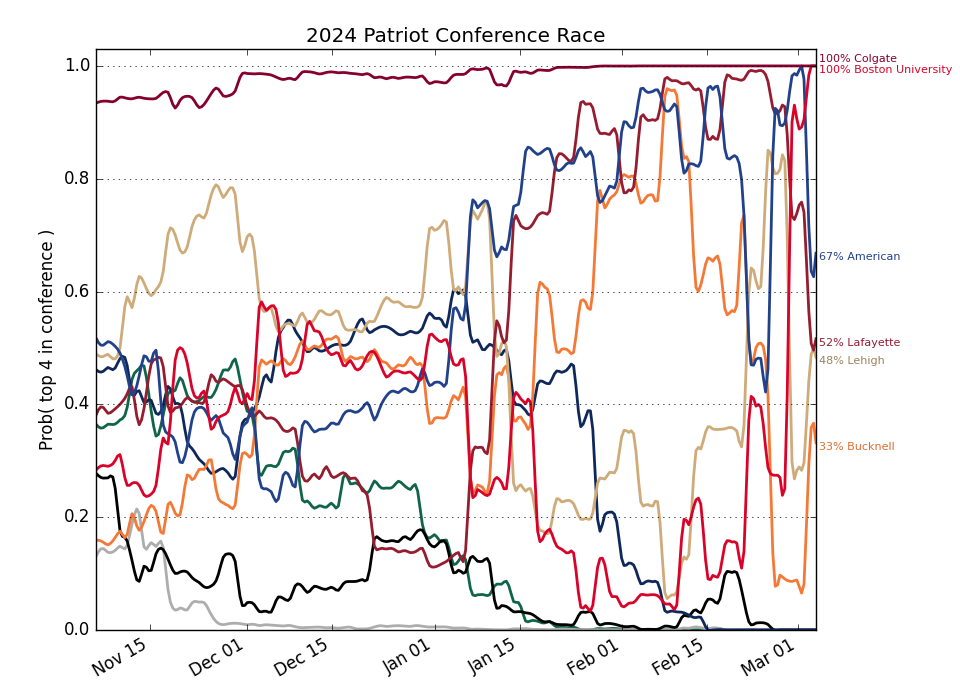 2024 Patriot Conference Race
Prob( top 4 in conference )
1.0
0.8
0.6
0.4
0.2
0.0
Nov 15
Dec 01
Dec 15
Jan 01
Jan 15
Feb 01
Feb 15
Mar 01
100% Colgate
100% Boston University
67% American
52% Lafayette
48% Lehigh
33% Bucknell